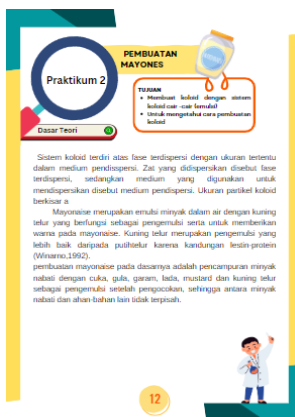 PEMBUATAN
MAYONES
Praktikum 2
TUJUAN
Membuat koloid dengan sistem
koloid cair -cair (emulsi)
Untuk mengetahui cara pembuatan
koloid
Dasar Teori
Sistem koloid terdiri atas fase terdispersi dengan ukuran tertentu
dalam medium pendisspersi. Zat yang didispersikan disebut fase
terdispersi, sedangkan medium yang digunakan untuk
mendispersikan disebut medium pendispersi. Ukuran partikel koloid
berkisar a
Mayonaise merupakan emulsi minyak dalam air dengan kuning
telur yang berfungsi sebagai pengemulsi serta untuk memberikan
warna pada mayonaise. Kuning telur merupakan pengemulsi yang
lebih baik daripada putihtelur karena kandungan lestin-protein
(Winarno,1992).
pembuatan mayonaise pada dasarnya adalah pencampuran minyak
nabati dengan cuka, gula, garam, lada, mustard dan kuning telur
sebagai pengemulsi setelah pengocokan, sehingga antara minyak
nabati dan ahan-bahan lain tidak terpisah.
12